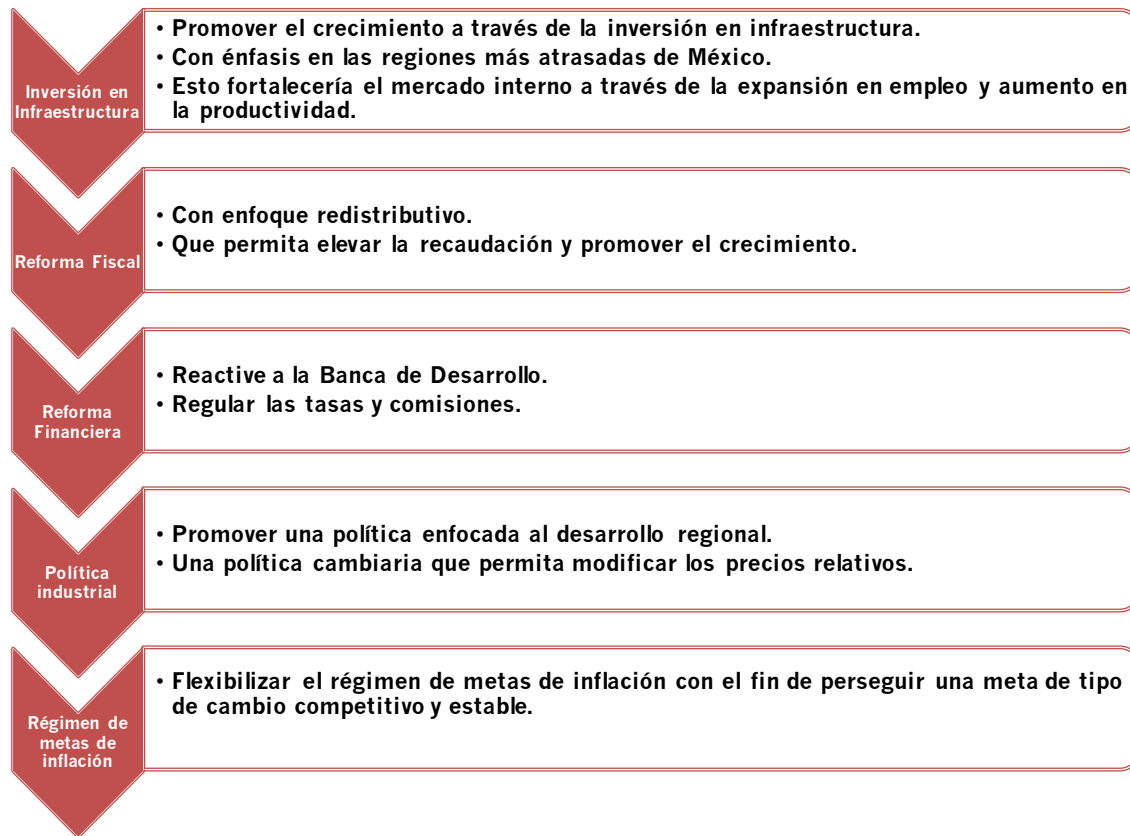 • Promover el crecimiento a través de la inversión en infraestructura.
• Con énfasis en las regiones más atrasadas de México.
• Esto fortalecería el mercado interno a través de la expansión en empleo y aumento en
la productividad.
Inversión en
Infraestructura
• Con enfoque redistributivo.
• Que permita elevar la recaudación y promover el crecimiento.
Reforma Fiscal
• Reactive a la Banca de Desarrollo.
• Regular las tasas y comisiones.
Reforma
Financiera
• Promover una política enfocada al desarrollo regional.
• Una política cambiaria que permita modificar los precios relativos.
Política
industrial
• Flexibilizar el régimen de metas de inflación con el fin de perseguir una meta de tipo
de cambio competitivo y estable.
Régimen de
metas de
inflación